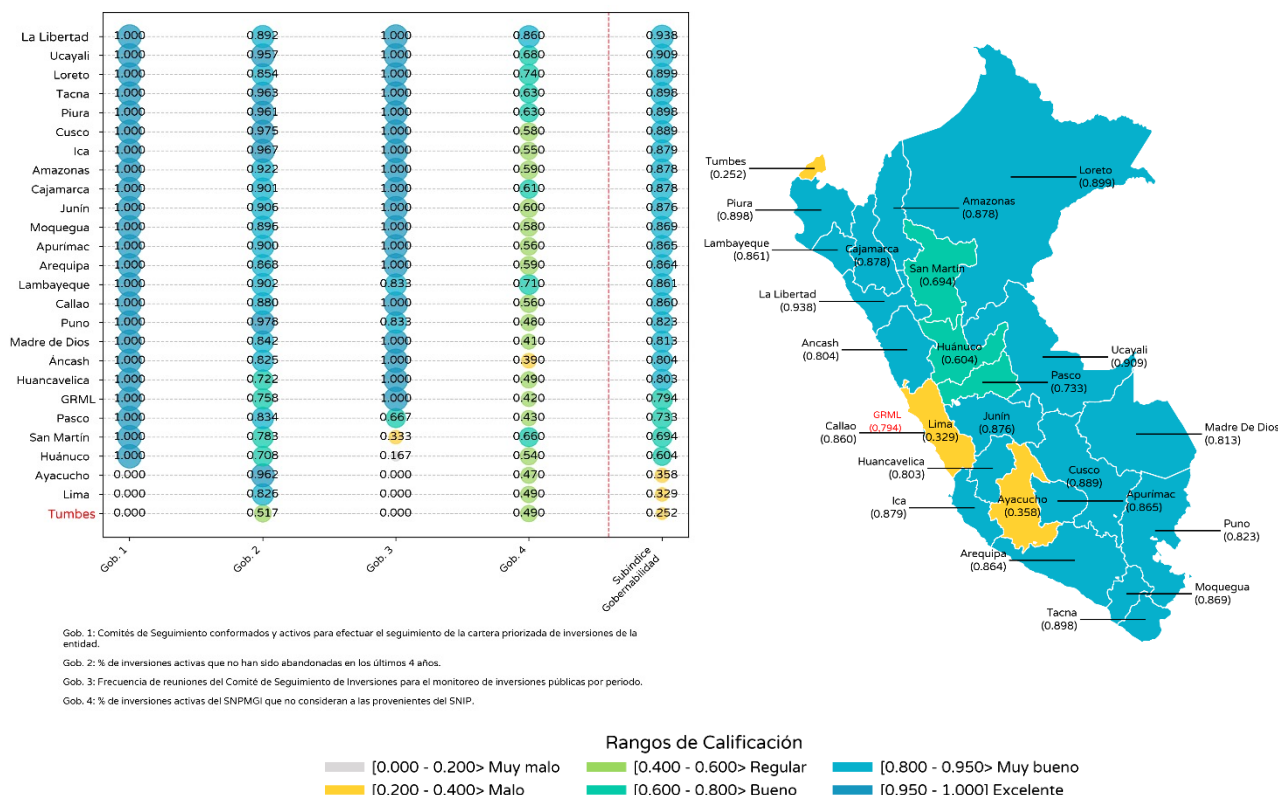 La Libertad 1.000 0.892 1.000 0.860 0.938
Ucayali 1.000 0.957 1.000 0.680 0.909
Loreto 1.000 0.854 1.000 0.740 0.899
Tacna 1.000 0.963 1.000 0.630 0.898
Piura 1.000 0.961 1.000 0.630 0.898
Cusco 1.000 0.975 1.000 0.580 0.889
Ica 1.000 0.967 1.000 0.550 0.879
Amazonas 1.000 0.922 1.000 0.590 0.878
Cajamarca 1.000 0.901 1.000 0.610 0.878
Junín 1.000 0.906 1.000 0.600 0.876
Moquegua 1.000 0.896 1.000 0.580 0.869
Apurímac 1.000 0.900 1.000 0.560 0.865
Arequipa 1.000 0.868 1.000 0.590 0.864
Lambayeque 1.000 0.902 0.833 0.710 0.861
Callao 1.000 0.880 1.000 0.560 0.860
Puno 1.000 0.978 0.833 0.480 0.823
Madre de Dios 1.000 0.842 1.000 0.410 0.813
Áncash 1.000 0.825 1.000 0.390 0.804
Huancavelica 1.000 0.722 1.000 0.490 0.803
GRML 1.000 0.758 1.000 0.420 0.794
Pasco 1.000 0.834 0.667 0.430 0.733
San Martín 1.000 0.783 0.333 0.660 0.694
Huánuco 1.000 0.708 0.167 0.540 0.604
Ayacucho 0.000 0.962 0.000 0.470 0.358
Lima 0.000 0.826 0.000 0.490 0.329
Tumbes 0.000 0.517 0.000 0.490 0.252
Gob. 1
Gob. 2
Gob. 3
Gob. 4
Subíndice
Gobernabilidad
Gob. 1: Comités de Seguimiento conformados y activos para efectuar el seguimiento de la cartera priorizada de inversiones de la
entidad.
Gob. 2: % de inversiones activas que no han sido abandonadas en los últimos 4 años.
Gob. 3: Frecuencia de reuniones del Comité de Seguimiento de Inversiones para el monitoreo de inversiones públicas por periodo.
Gob. 4: % de inversiones activas del SNPMGI que no consideran a las provenientes del SNIP.
Tumbes
(0.252)
Loreto
(0.899)
Piura
(0.898)
Amazonas
(0.878)
Lambayeque
(0.861)
Cajamarca
(0.878)
San Martín
(0.694)
La Libertad
(0.938)
Áncash
(0.804)
Huánuco
(0.604)
Ucayali
(0.909)
Pasco
(0.733)
GRML
(0.794)
Callao
(0.860)
Lima
(0.329)
Junín
(0.876)
Madre De Dios
(0.813)
Huancavelica
(0.803)
Cusco
(0.889)
Ica
(0.879)
Ayacucho
(0.358)
Apurímac
(0.865)
Puno
(0.823)
Arequipa
(0.864)
Moquegua
(0.869)
Tacna
(0.898)
Rangos de Calificación
[0.000 - 0.200> Muy malo
[0.400 - 0.600> Regular
[0.800 - 0.950> Muy bueno
[0.200 - 0.400> Malo
[0.600 - 0.800> Bueno
[0.950 - 1.000] Excelente